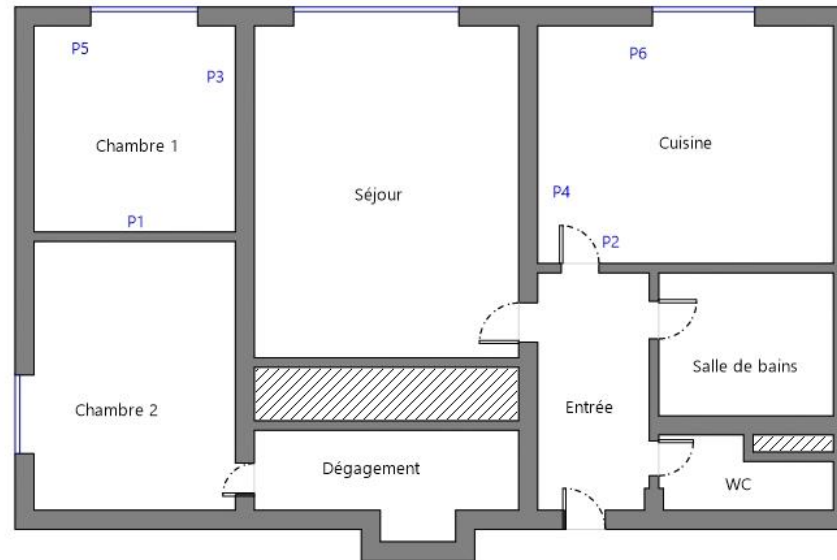 P5
P3
P6
Chambre 1
Cuisine
Séjour
P4
P1
P2
Salle de bains
Chambre 2
Entrée
Dégagement
WC